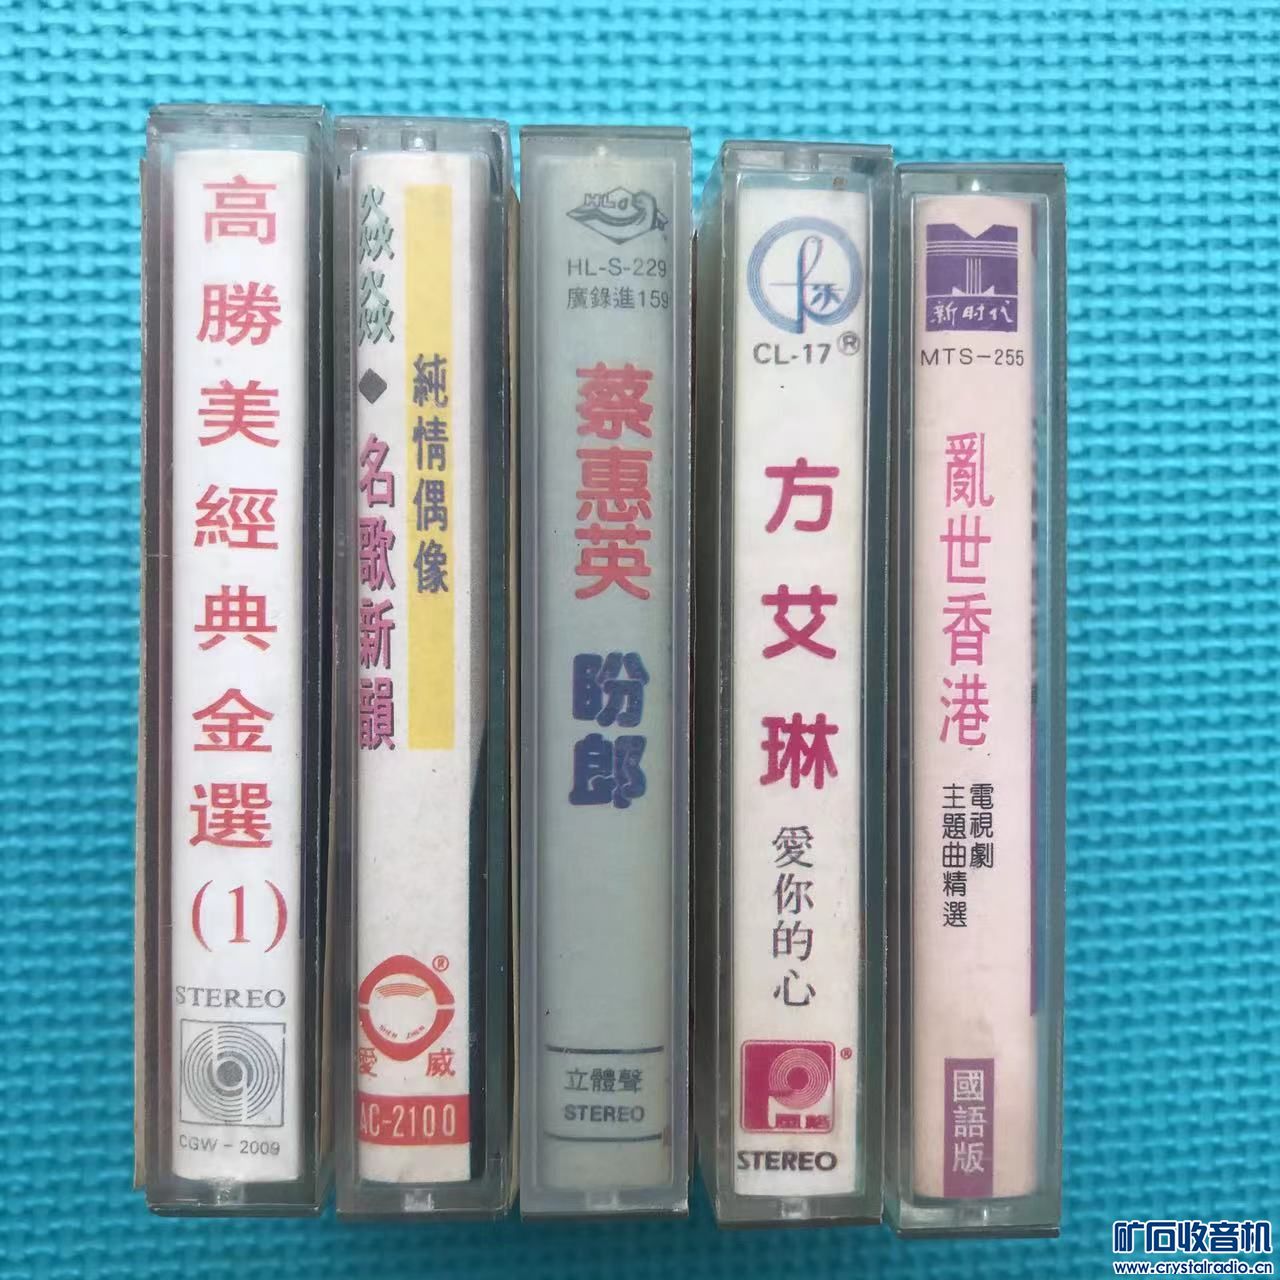 高勝美經典金選(1)
STEREO
CGW-2009
焱焱◆名歌新韻
純情偶像
SHEN ZHEN
®
愛威
AC-2100
HL-S-229
廣錄進159
蔡惠英
盼郎
立體聲
STEREO
CL-17®
方艾琳
愛你的心
®
STEREO
新时代
MTS-255
亂世香港
電視劇
主題曲精選
國語版
矿石收音机
www.crystalradio.cn